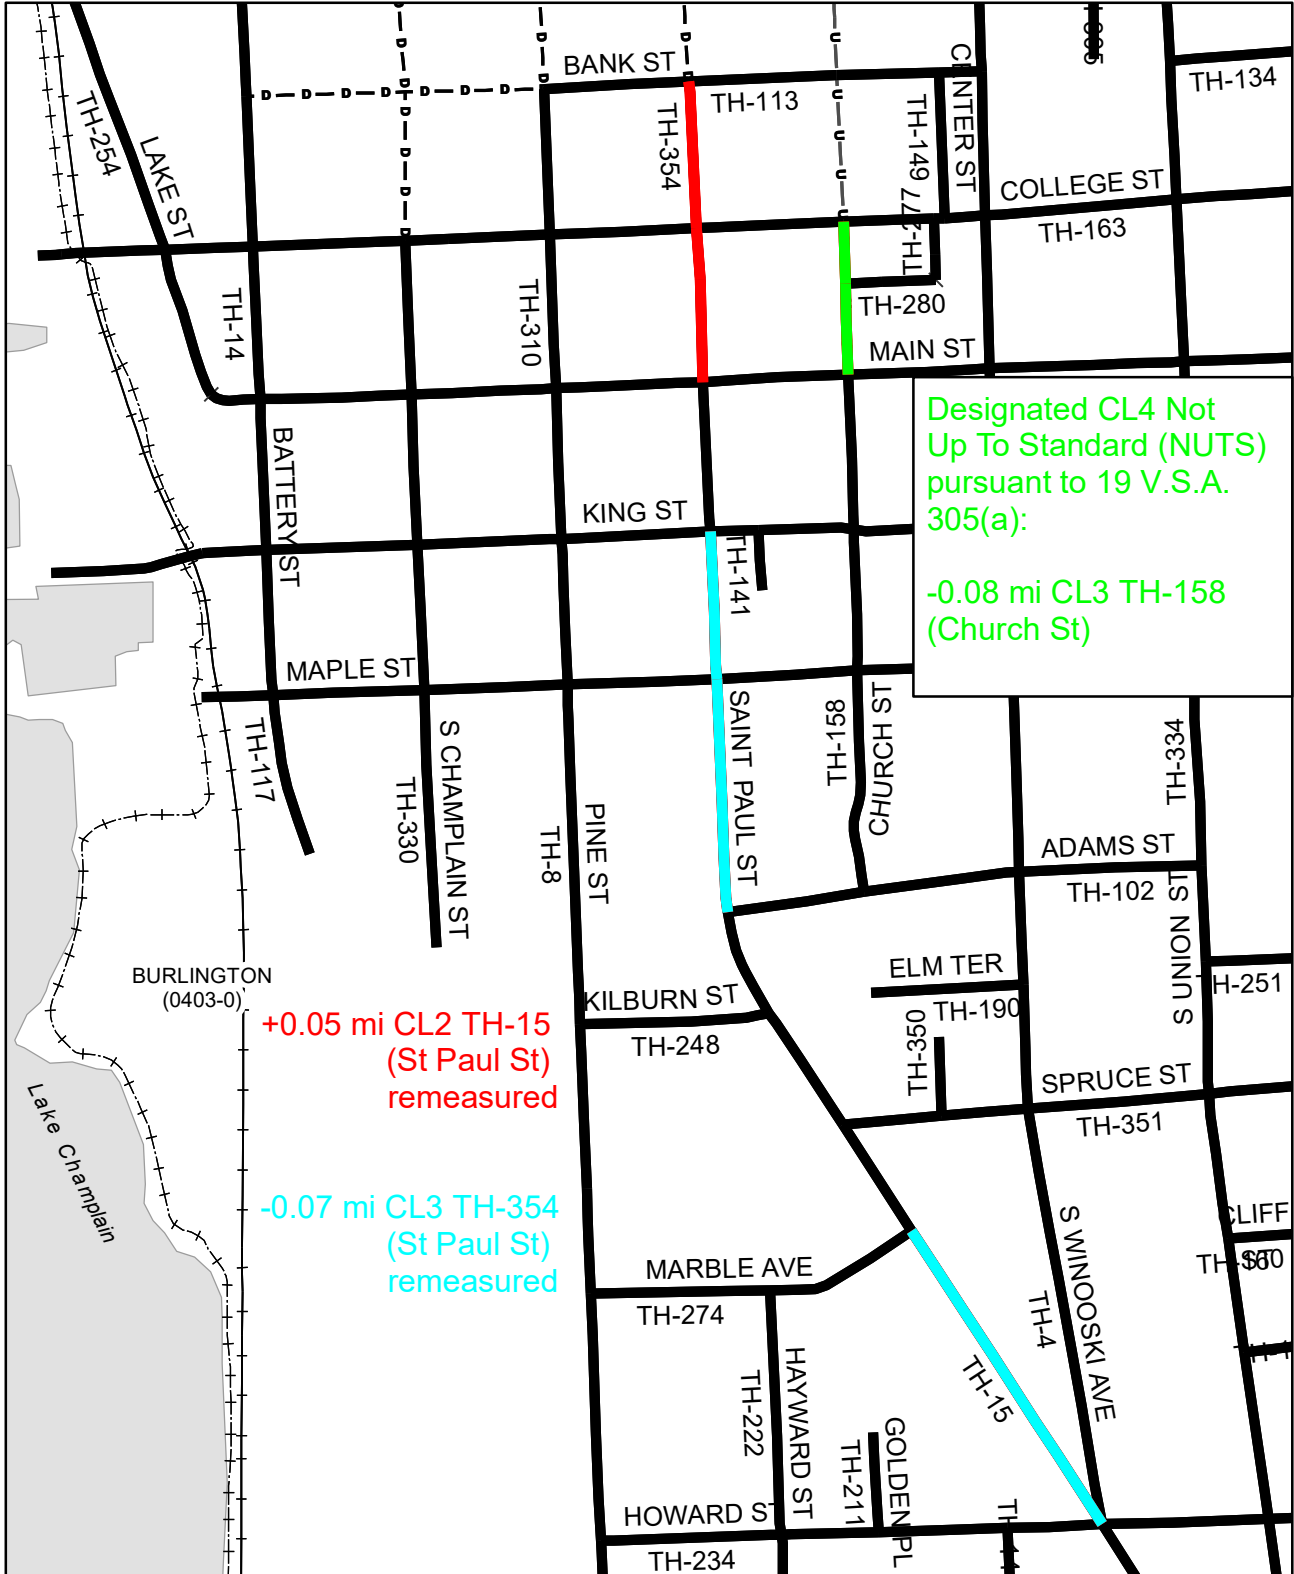 BANK ST
TH-113
TH-134
CENTER ST
TH-149
TH-254
LAKE ST
TH-354
COLLEGE ST
TH-163
TH-277
TH-280
TH-14
TH-310
MAIN ST
Designated CL4 Not
Up To Standard (NUTS)
pursuant to 19 V.S.A.
305(a):
-0.08 mi CL3 TH-158
(Church St)
BATTERY ST
KING ST
TH-141
MAPLE ST
SAINT PAUL ST
TH-158
CHURCH ST
TH-334
TH-117
S CHAMPLAIN ST
TH-330
TH-8
PINE ST
ADAMS ST
TH-102
S UNION ST
BURLINGTON
(0403-0)
ELM TER
TH-190
TH-251
KILBURN ST
TH-248
TH-350
+0.05 mi CL2 TH-15
(St Paul St)
remeasured
SPRUCE ST
TH-351
Lake Champlain
-0.07 mi CL3 TH-354
(St Paul St)
remeasured
CLIFF
ST
MARBLE AVE
TH-274
TH-4
S WINOOSKI AVE
TH-15
TH-222
HAYWARD ST
TH-211
GOLDEN PL
HOWARD ST
TH-234